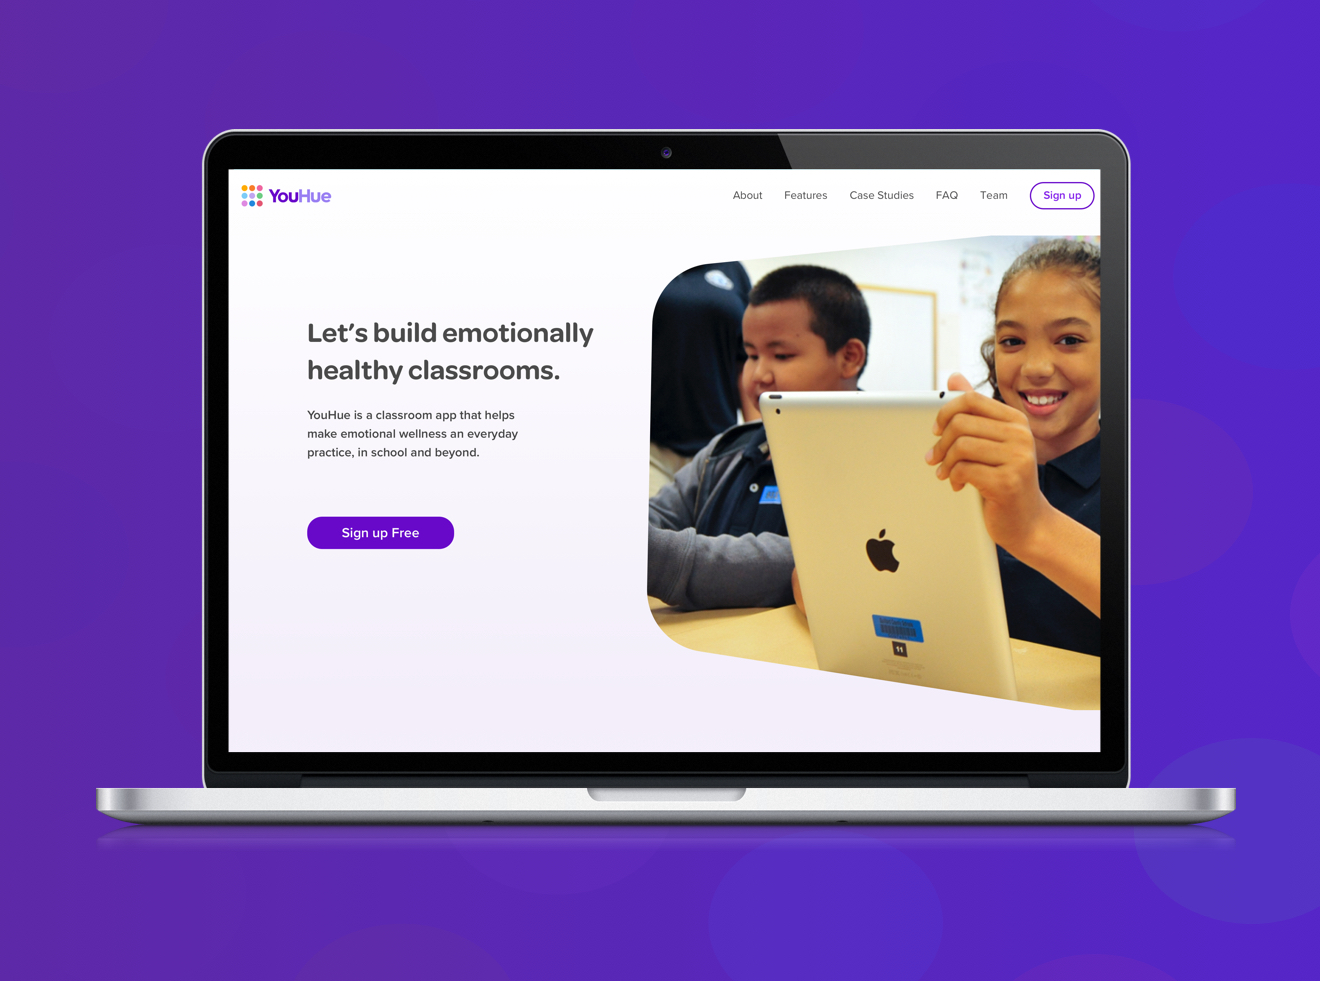 YouHue
About
Features
Case Studies
FAQ
Team
Sign up
Let's build emotionally
healthy classrooms.
YouHue is a classroom app that helps
make emotional wellness an everyday
practice, in school and beyond.
Sign up Free
11